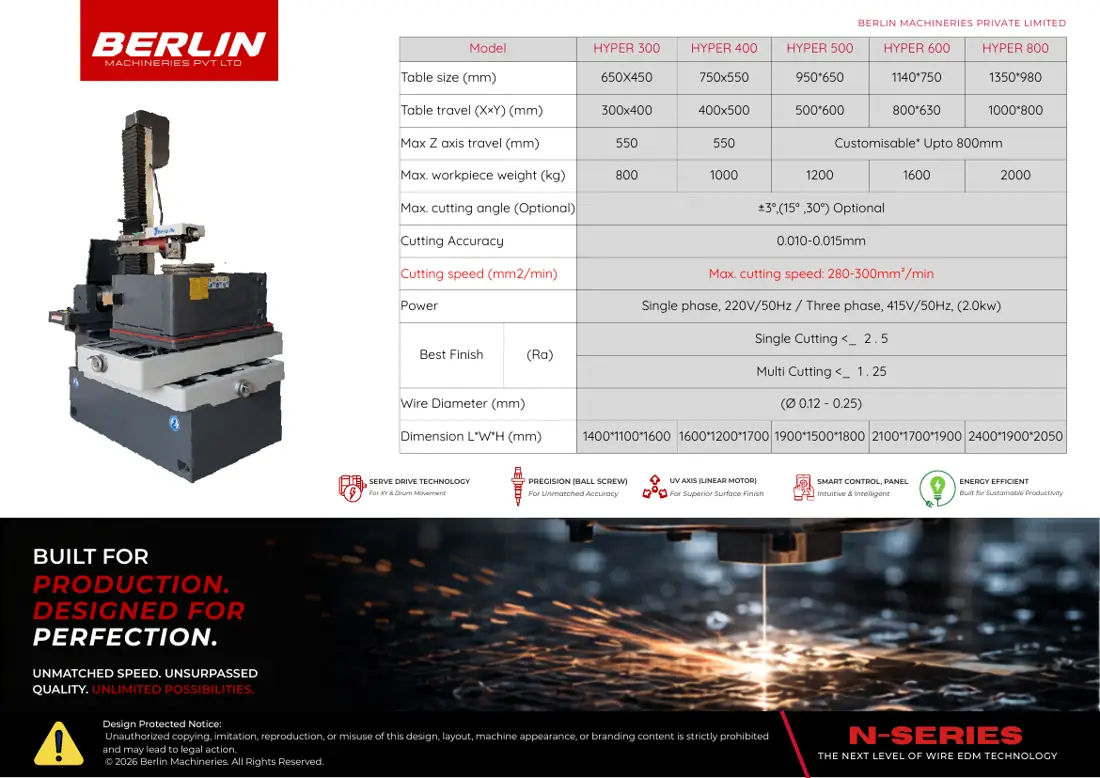 BERLIN
MACHINERIES PVT LTD
BERLIN MACHINERIES PRIVATE LIMITED
Model HYPER 300 HYPER 400 HYPER 500 HYPER 600 HYPER 800
Table size (mm) 650X450 750x550 950*650 1140*750 1350*980
Table travel (X×Y) (mm) 300x400 400x500 500*600 800*630 1000*800
Max Z axis travel (mm) 550 550 Customisable* Upto 800mm
Max. workpiece weight (kg) 800 1000 1200 1600 2000
Max. cutting angle (Optional) ±3°,(15° ,30°) Optional
Cutting Accuracy 0.010-0.015mm
Cutting speed (mm2/min) Max. cutting speed: 280-300mm²/min
Power Single phase, 220V/50Hz / Three phase, 415V/50Hz, (2.0kw)
Best Finish (Ra) Single Cutting <_ 2 . 5
Multi Cutting <_ 1 . 25
Wire Diameter (mm) (Ø 0.12 - 0.25)
Dimension L*W*H (mm) 1400*1100*1600 1600*1200*1700 1900*1500*1800 2100*1700*1900 2400*1900*2050
SERVE DRIVE TECHNOLOGY
For XY & Drum Movement
PRECISION (BALL SCREW)
For Unmatched Accuracy
UV AXIS (LINEAR MOTOR)
For Superior Surface Finish
SMART CONTROL, PANEL
Intuitive & Intelligent
ENERGY EFFICIENT
Built for Sustainable Productivity
BUILT FOR
PRODUCTION.
DESIGNED FOR
PERFECTION.
UNMATCHED SPEED. UNSURPASSED
QUALITY. UNLIMITED POSSIBILITIES.
Design Protected Notice:
Unauthorized copying, imitation, reproduction, or misuse of this design, layout, machine appearance, or branding content is strictly prohibited
and may lead to legal action.
© 2026 Berlin Machineries. All Rights Reserved.
N-SERIES
THE NEXT LEVEL OF WIRE EDM TECHNOLOGY